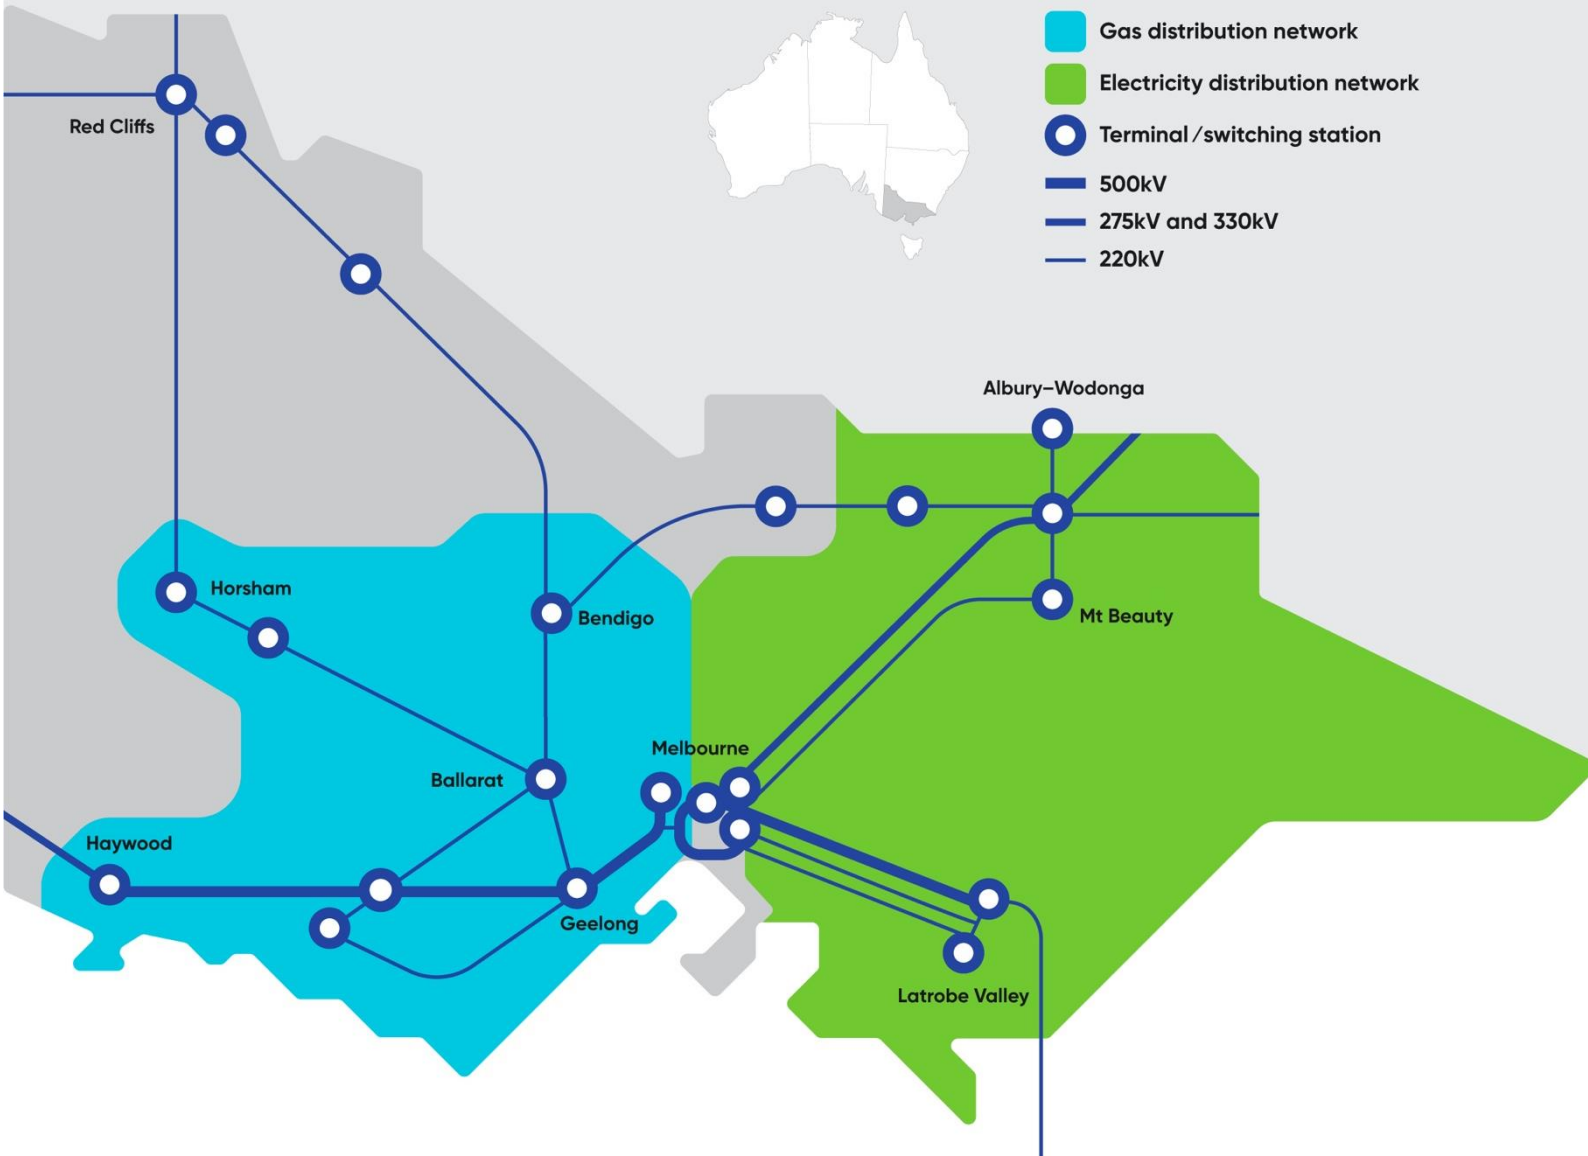 Gas distribution network
Electricity distribution network
Terminal/switching station
500kV
275kV and 330kV
220kV
Red Cliffs
Albury–Wodonga
Horsham
Bendigo
Mt Beauty
Melbourne
Ballarat
Haywood
Geelong
Latrobe Valley